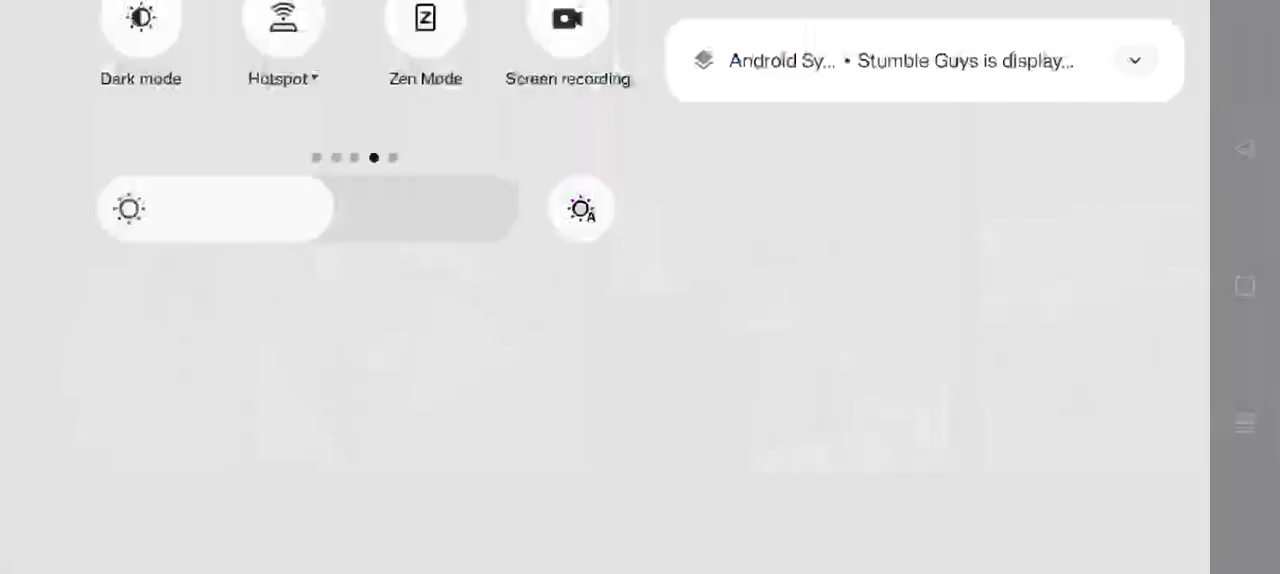 Dark mode
Hotspot
Zen Mode
Screen recording
Android Sy... • Stumble Guys is display...